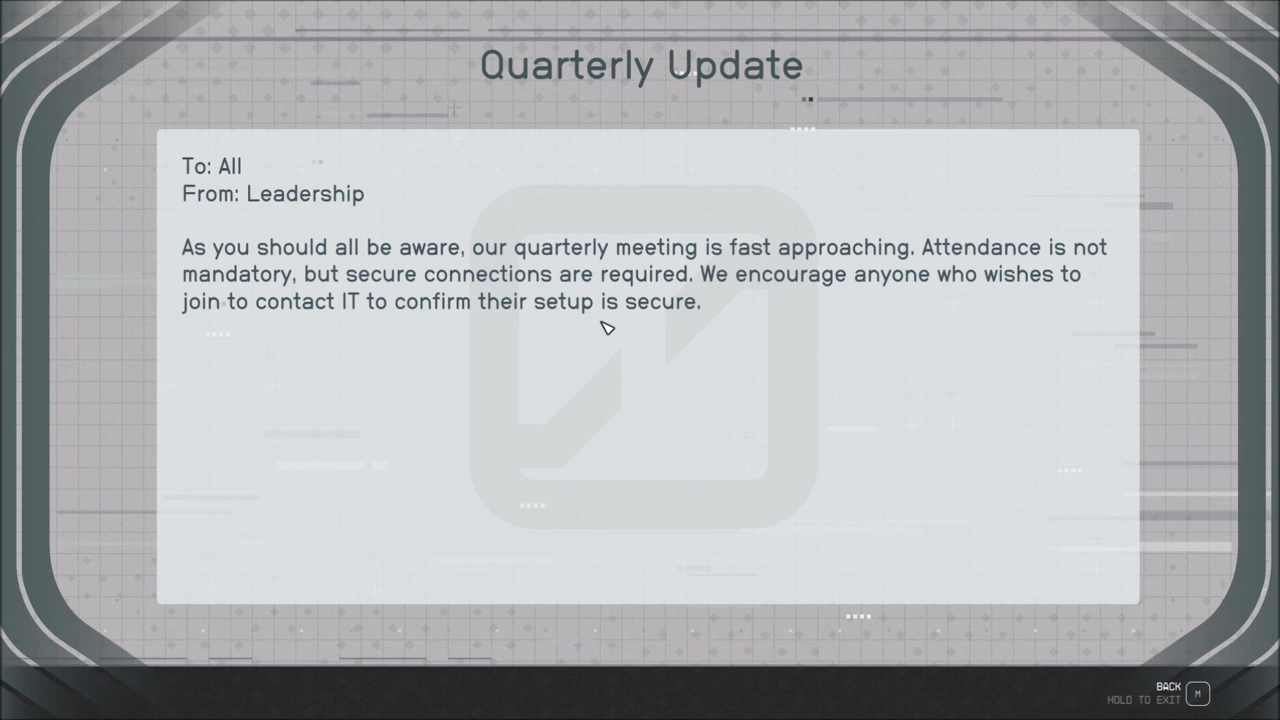 Quarterly Update
To: All
From: Leadership
As you should all be aware, our quarterly meeting is fast approaching. Attendance is not
mandatory, but secure connections are required. We encourage anyone who wishes to
join to contact IT to confirm their setup is secure.
BACK
HOLD TO EXIT
M